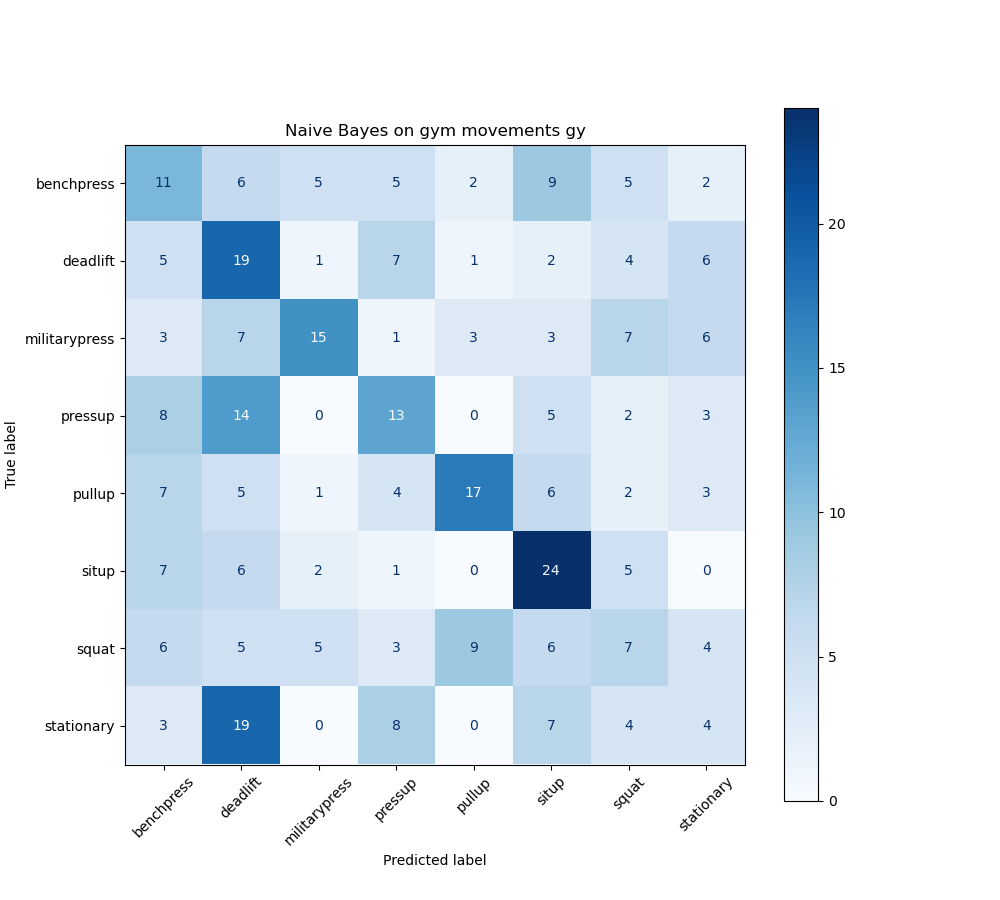 Naive Bayes on gym movements gy
True label
benchpress 11 6 5 5 2 9 5 2
deadlift 5 19 1 7 1 2 4 6
militarypress 3 7 15 1 3 3 7 6
pressup 8 14 0 13 0 5 2 3
pullup 7 5 1 4 17 6 2 3
situp 7 6 2 1 0 24 5 0
squat 6 5 5 3 9 6 7 4
stationary 3 19 0 8 0 7 4 4
benchpress deadlift militarypress pressup pullup situp squat stationary
Predicted label
20
15
10
5
0